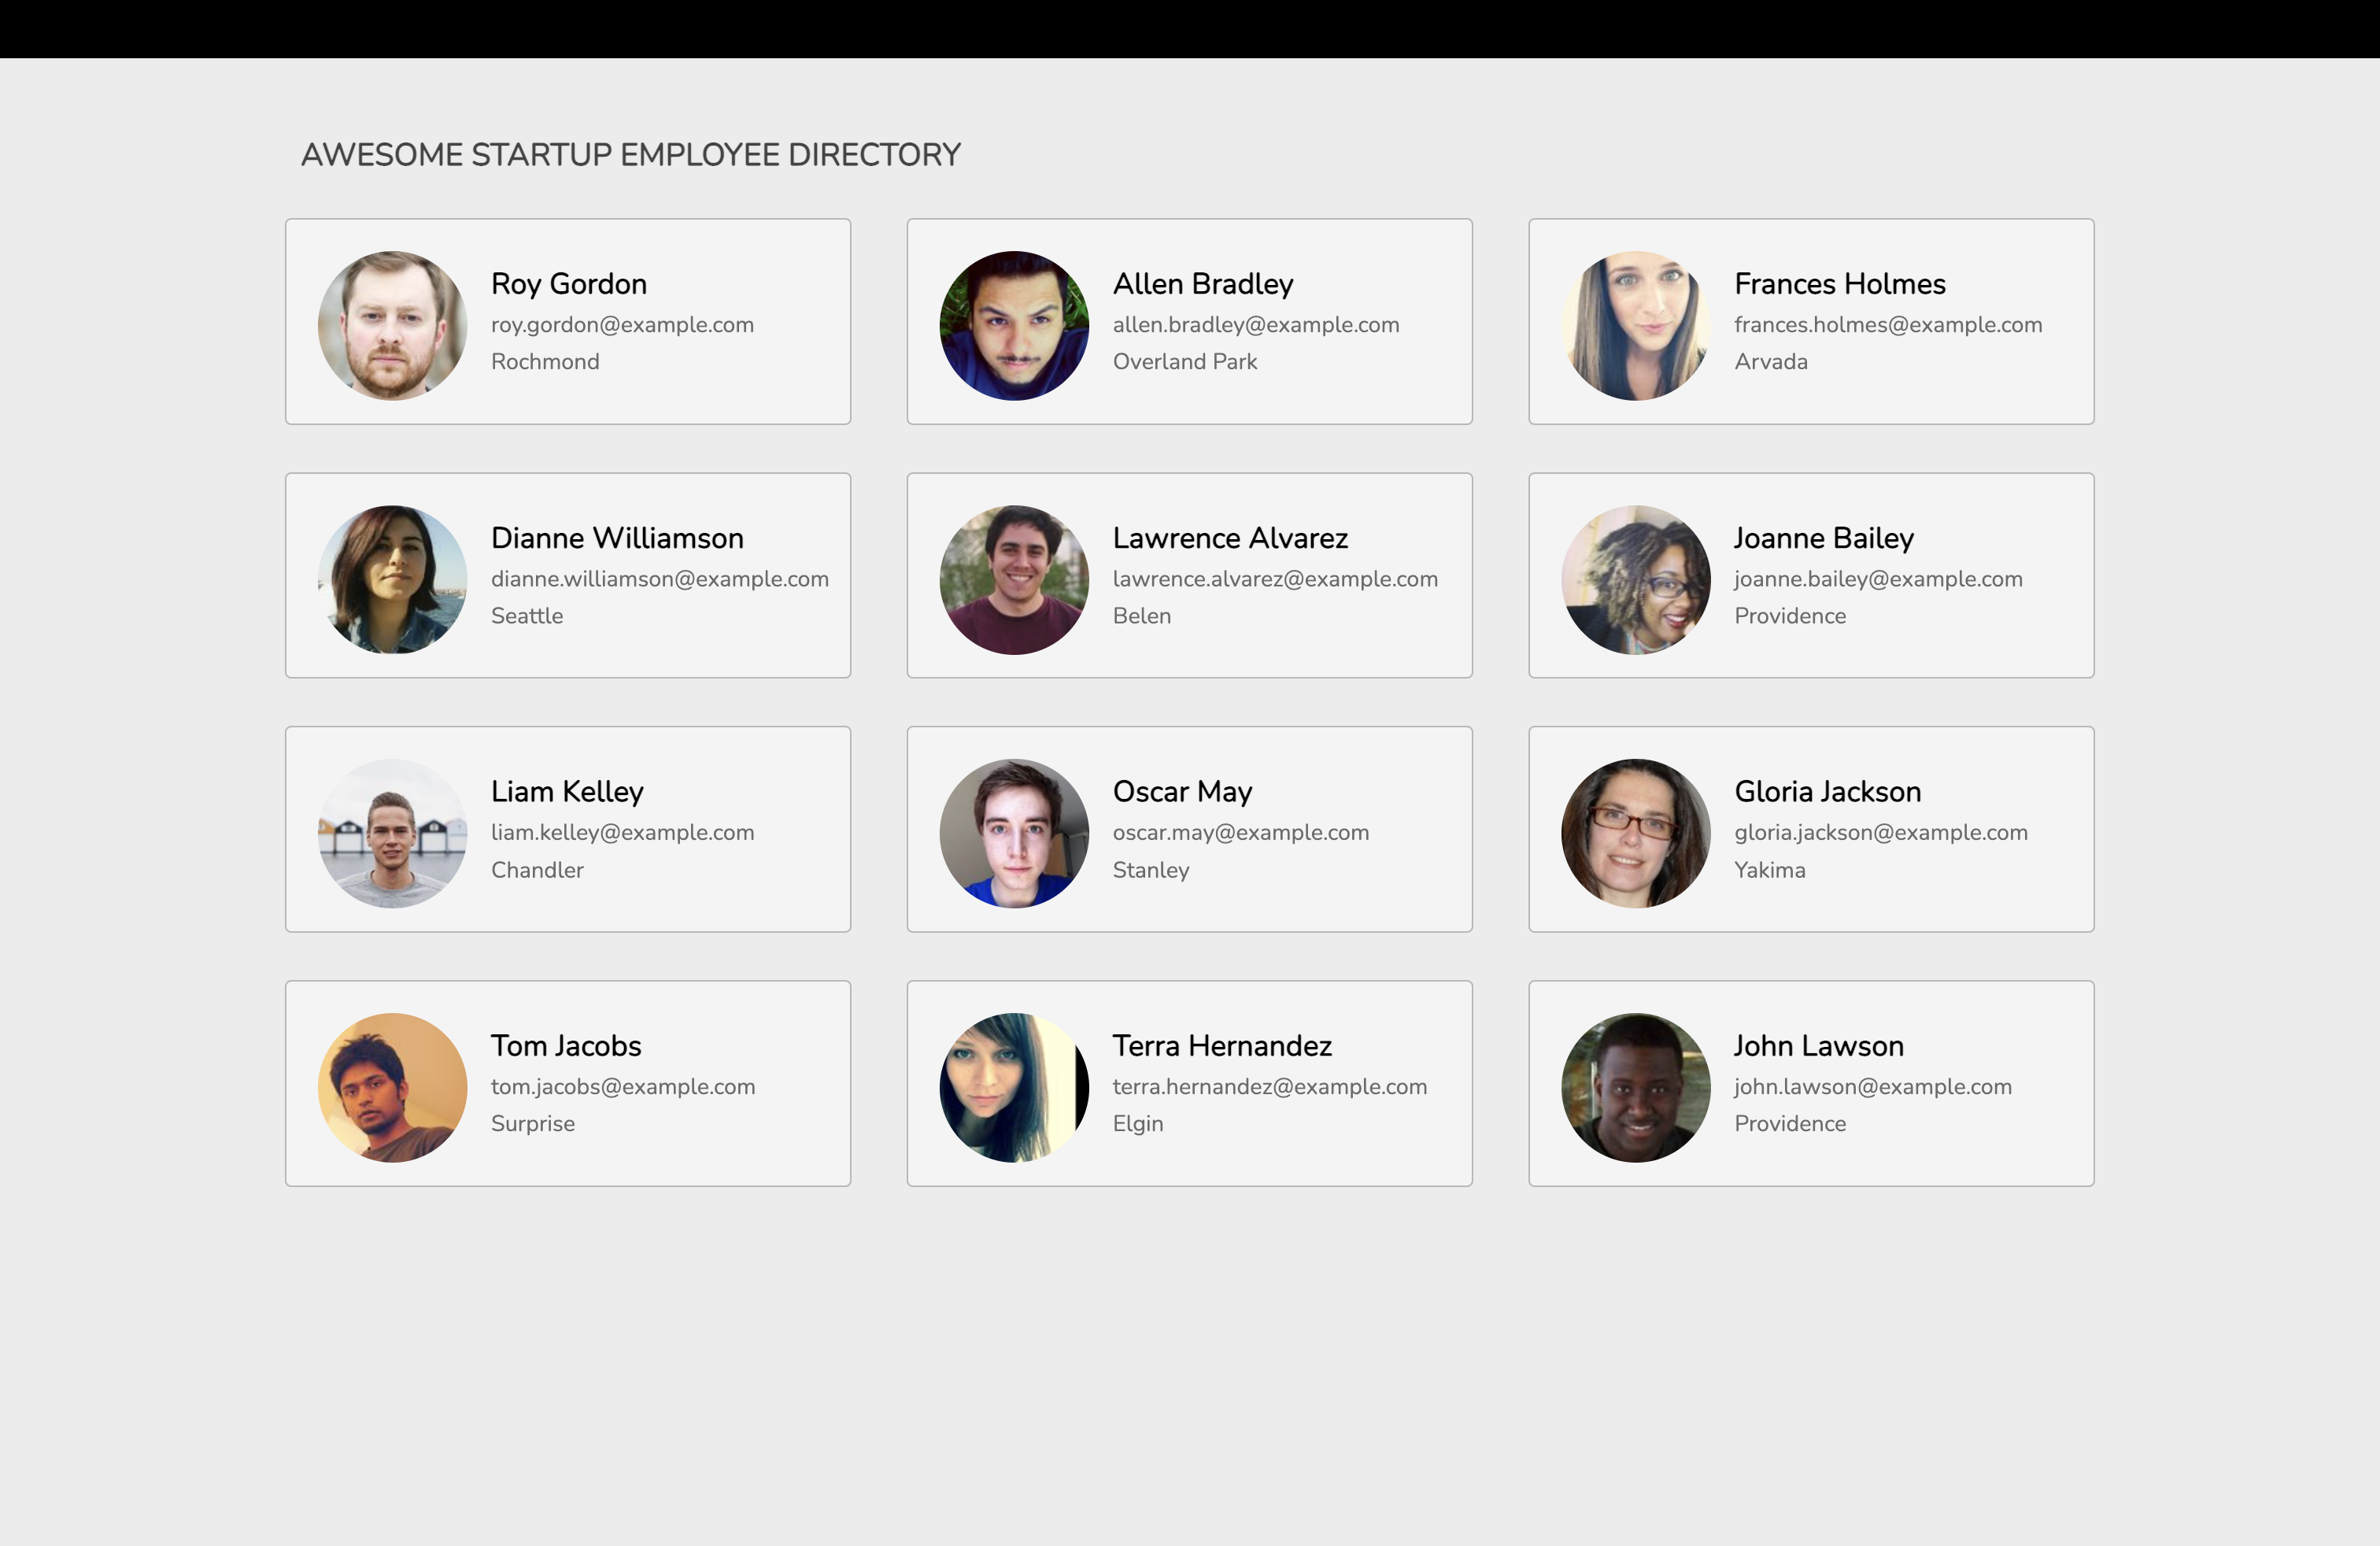 AWESOME STARTUP EMPLOYEE DIRECTORY
Roy Gordon
roy.gordon@example.com
Rochmond
Allen Bradley
allen.bradley@example.com
Overland Park
Frances Holmes
frances.holmes@example.com
Arvada
Dianne Williamson
dianne.williamson@example.com
Seattle
Lawrence Alvarez
lawrence.alvarez@example.com
Belen
Joanne Bailey
joanne.bailey@example.com
Providence
Liam Kelley
liam.kelley@example.com
Chandler
Oscar May
oscar.may@example.com
Stanley
Gloria Jackson
gloria.jackson@example.com
Yakima
Tom Jacobs
tom.jacobs@example.com
Surprise
Terra Hernandez
terra.hernandez@example.com
Elgin
John Lawson
john.lawson@example.com
Providence